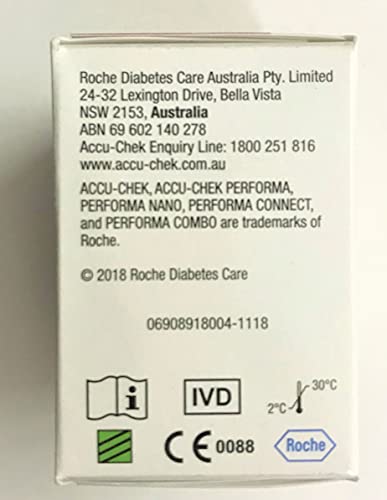 Roche Diabetes Care Australia Pty. Limited
24-32 Lexington Drive, Bella Vista
NSW 2153, Australia
ABN 69 602 140 278
Accu-Chek Enquiry Line: 1800 251 816
www.accu-chek.com.au
ACCU-CHEK, ACCU-CHEK PERFORMA,
PERFORMA NANO, PERFORMA CONNECT,
and PERFORMA COMBO are trademarks of
Roche.
© 2018 Roche Diabetes Care
06908918004-1118
i
IVD
2°C
30°C
CE 0088
Roche